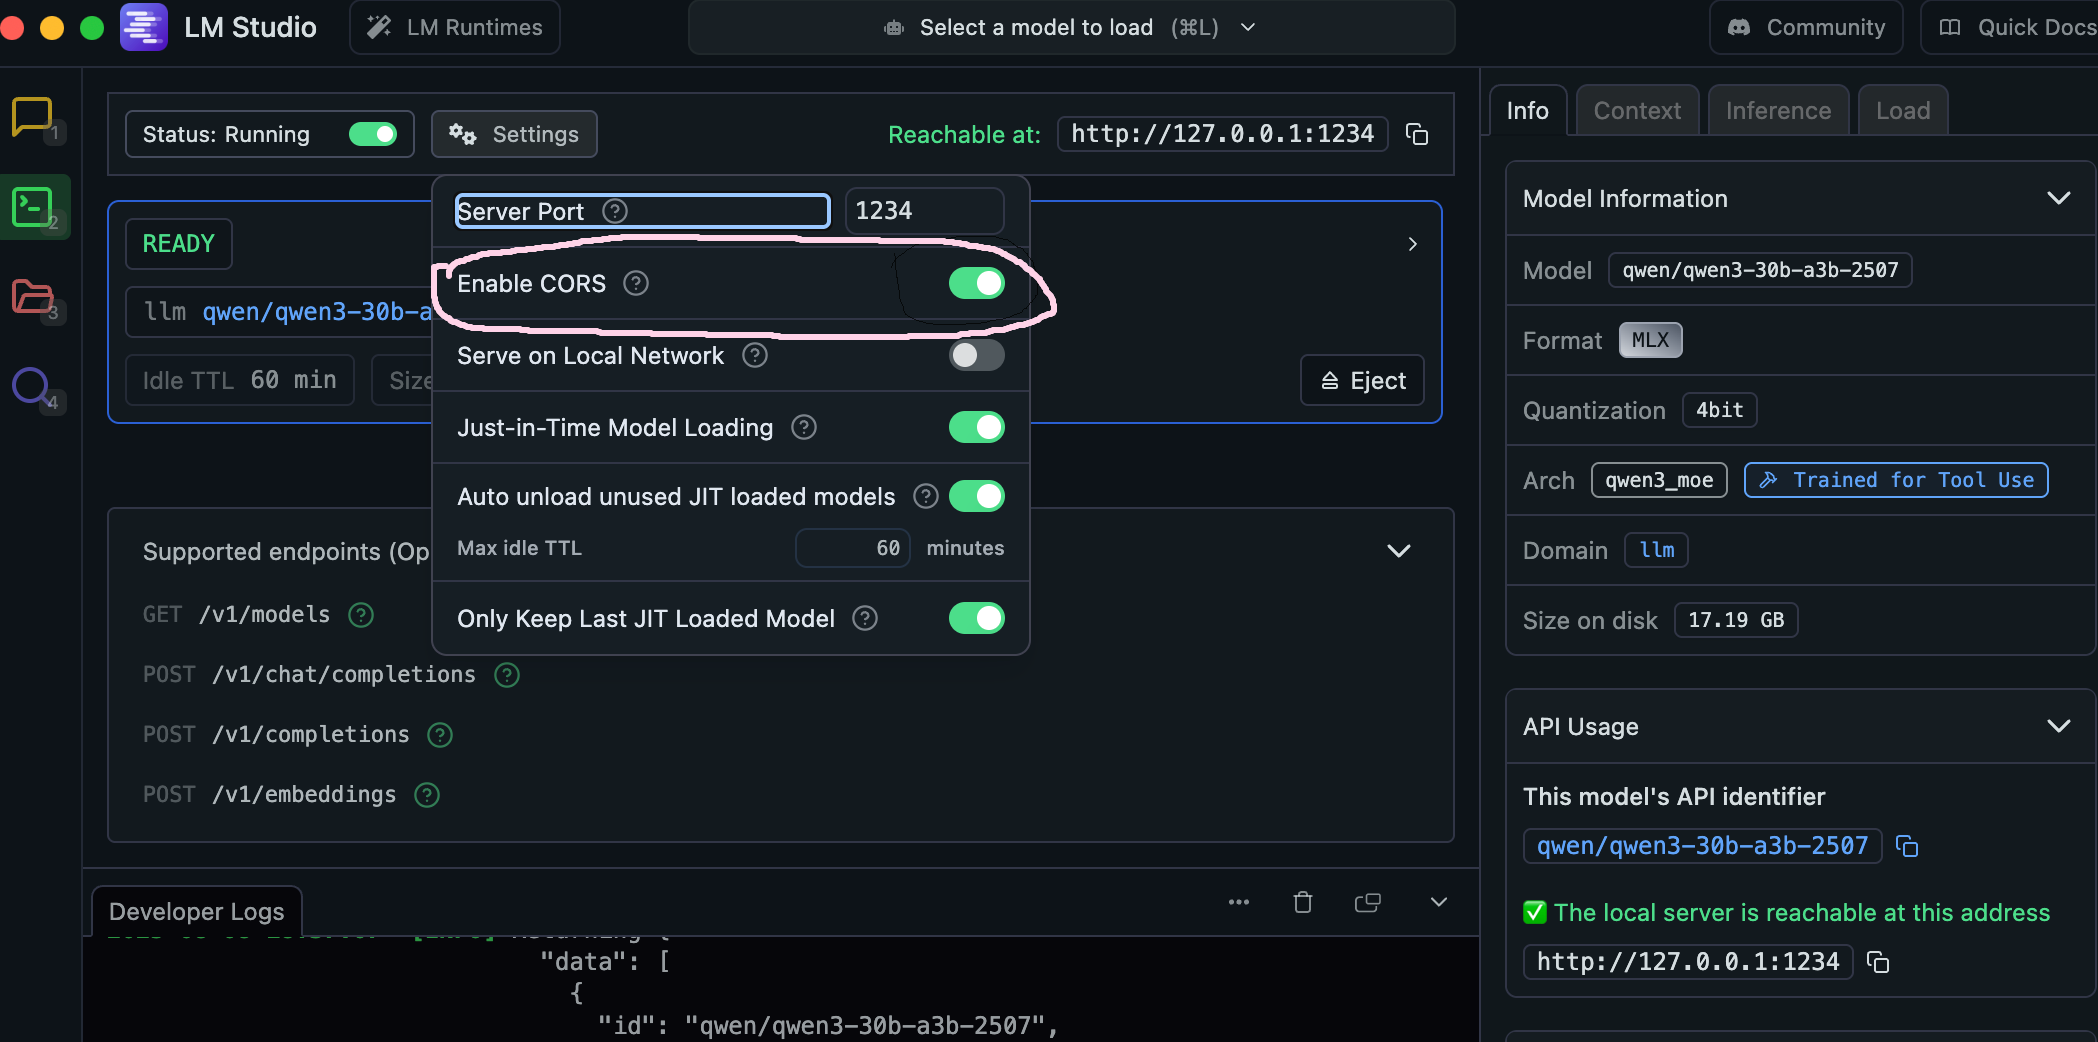 LM Studio
LM Runtimes
Select a model to load (⌘L)
Community
Quick Docs
1
2
3
4
Status: Running
Settings
Reachable at: http://127.0.0.1:1234
READY
llm qwen/qwen3-30b-a
Idle TTL 60 min
Size
Eject
Server Port ? 1234
Enable CORS ?
Serve on Local Network ?
Just-in-Time Model Loading ?
Auto unload unused JIT loaded models ?
Max idle TTL 60 minutes
Only Keep Last JIT Loaded Model ?
Supported endpoints (Op
GET /v1/models ?
POST /v1/chat/completions ?
POST /v1/completions ?
POST /v1/embeddings ?
Developer Logs
"data": [
{
"id": "qwen/qwen3-30b-a3b-2507",
Info
Context
Inference
Load
Model Information
Model qwen/qwen3-30b-a3b-2507
Format MLX
Quantization 4bit
Arch qwen3_moe Trained for Tool Use
Domain llm
Size on disk 17.19 GB
API Usage
This model's API identifier
qwen/qwen3-30b-a3b-2507
✅ The local server is reachable at this address
http://127.0.0.1:1234